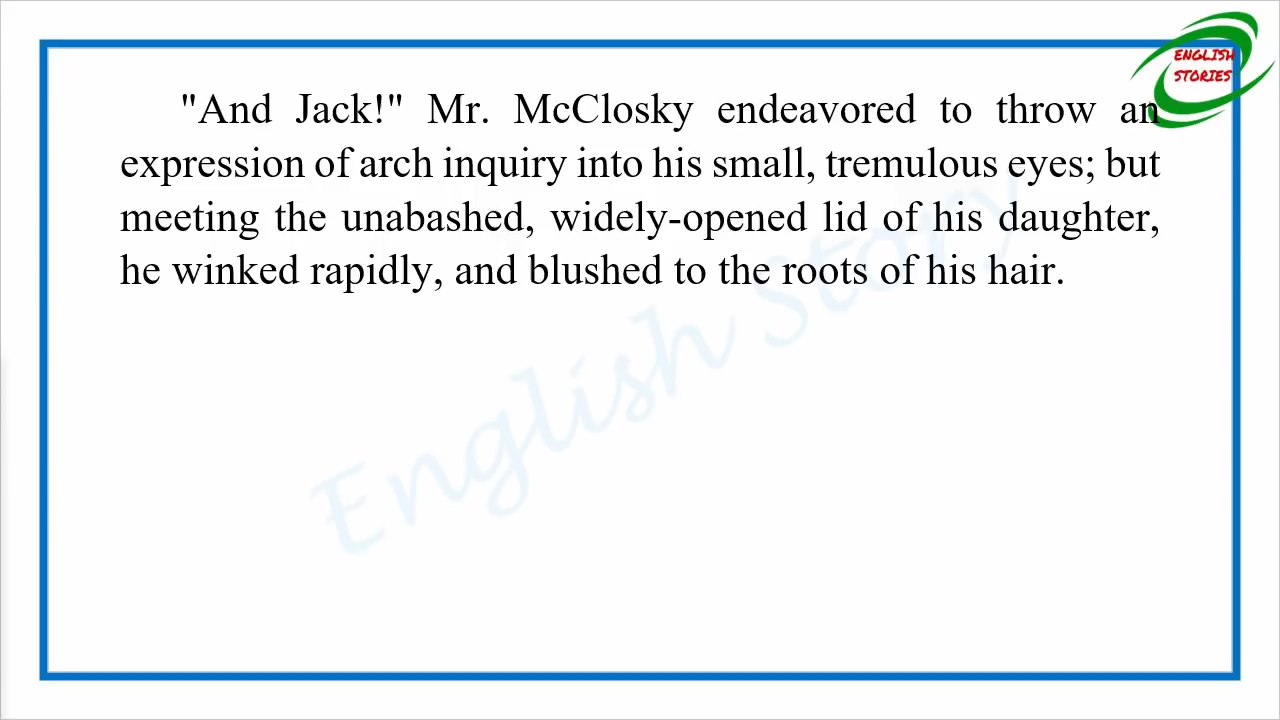 ENGLISH
STORIES
"And Jack!" Mr. McClosky endeavored to throw an
expression of arch inquiry into his small, tremulous eyes; but
meeting the unabashed, widely-opened lid of his daughter,
he winked rapidly, and blushed to the roots of his hair.
English Story